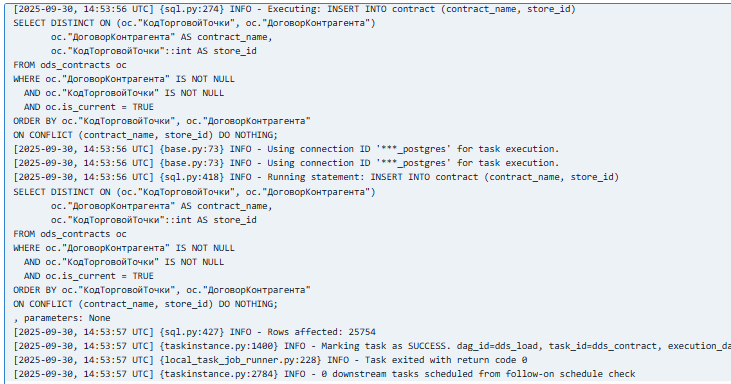 [2025-09-30, 14:53:56 UTC] {sql.py:274} INFO - Executing: INSERT INTO contract (contract_name, store_id)
SELECT DISTINCT ON (oc."КодТорговойТочки", oc."ДоговорКонтрагента")
oc."ДоговорКонтрагента" AS contract_name,
oc."КодТорговойТочки"::int AS store_id
FROM ods_contracts oc
WHERE oc."ДоговорКонтрагента" IS NOT NULL
AND oc."КодТорговойТочки" IS NOT NULL
AND oc.is_current = TRUE
ORDER BY oc."КодТорговойТочки", oc."ДоговорКонтрагента"
ON CONFLICT (contract_name, store_id) DO NOTHING;
[2025-09-30, 14:53:56 UTC] {base.py:73} INFO - Using connection ID '***_postgres' for task execution.
[2025-09-30, 14:53:56 UTC] {base.py:73} INFO - Using connection ID '***_postgres' for task execution.
[2025-09-30, 14:53:56 UTC] {sql.py:418} INFO - Running statement: INSERT INTO contract (contract_name, store_id)
SELECT DISTINCT ON (oc."КодТорговойТочки", oc."ДоговорКонтрагента")
oc."ДоговорКонтрагента" AS contract_name,
oc."КодТорговойТочки"::int AS store_id
FROM ods_contracts oc
WHERE oc."ДоговорКонтрагента" IS NOT NULL
AND oc."КодТорговойТочки" IS NOT NULL
AND oc.is_current = TRUE
ORDER BY oc."КодТорговойТочки", oc."ДоговорКонтрагента"
ON CONFLICT (contract_name, store_id) DO NOTHING;
, parameters: None
[2025-09-30, 14:53:57 UTC] {sql.py:427} INFO - Rows affected: 25754
[2025-09-30, 14:53:57 UTC] {taskinstance.py:1400} INFO - Marking task as SUCCESS. dag_id=dds_load, task_id=dds_contract, execution_da
[2025-09-30, 14:53:57 UTC] {local_task_job_runner.py:228} INFO - Task exited with return code 0
[2025-09-30, 14:53:57 UTC] {taskinstance.py:2784} INFO - 0 downstream tasks scheduled from follow-on schedule check